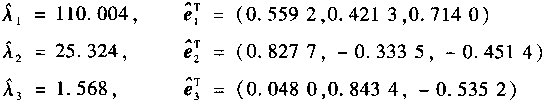 λ̂₁ = 110.004, ê₁ᵀ = (0.559 2,0.421 3,0.714 0)
λ̂₂ = 25.324, ê₂ᵀ = (0.827 7, - 0.333 5, - 0.451 4)
λ̂₃ = 1.568, ê₃ᵀ = (0.048 0,0.843 4, - 0.535 2)